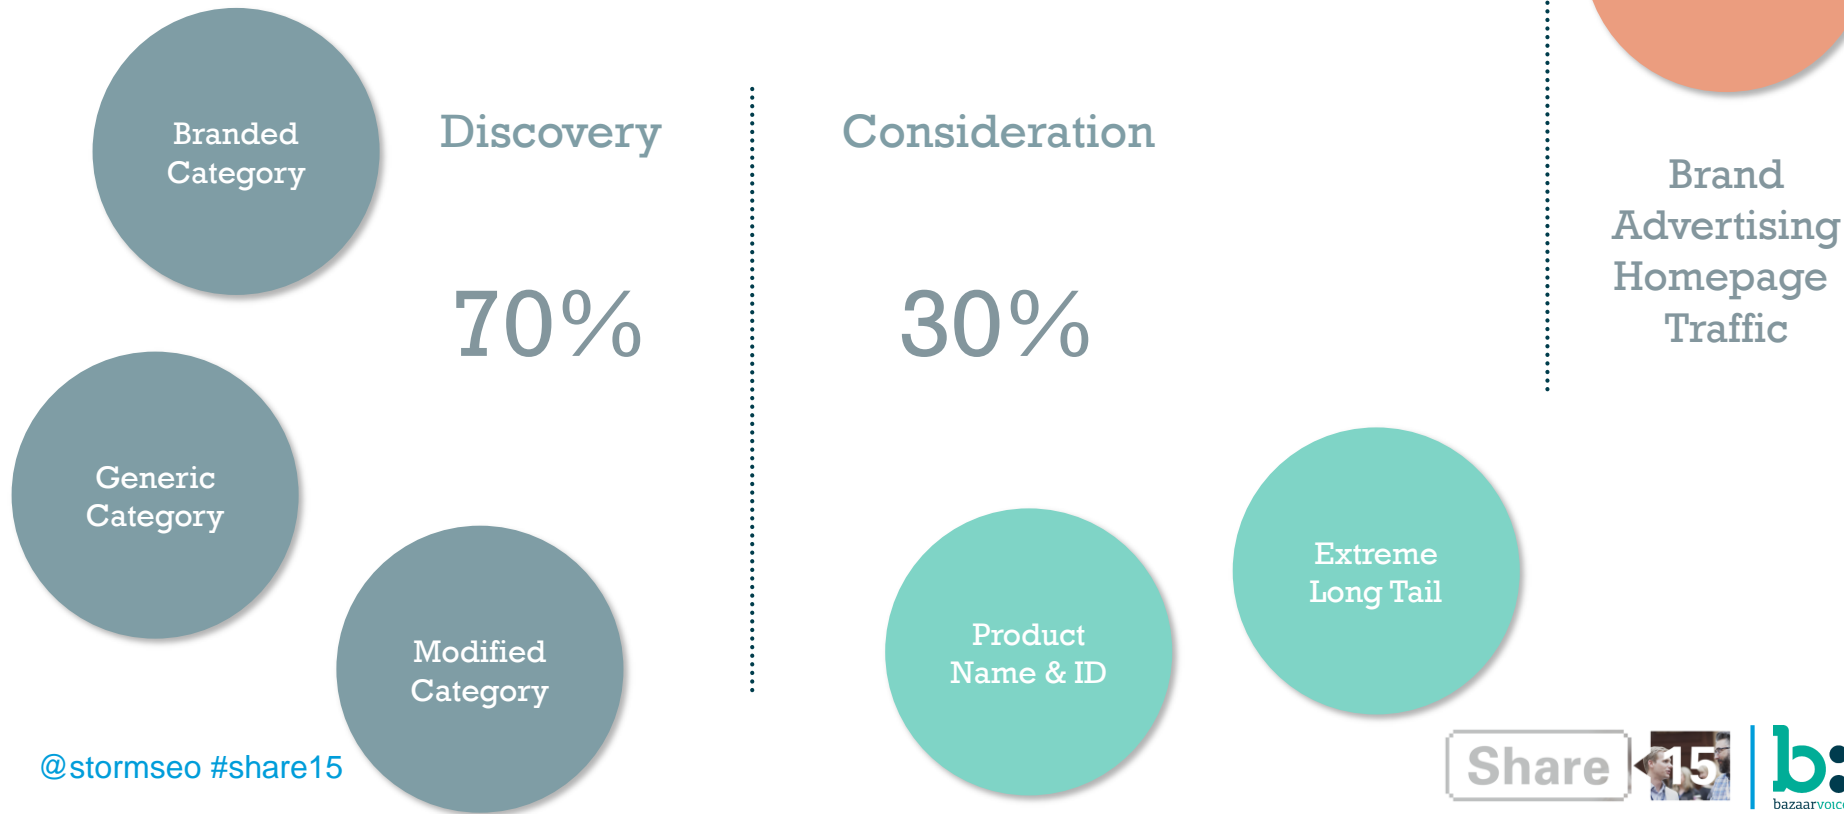 Branded
Category
Discovery
70%
Generic
Category
Modified
Category
Consideration
30%
Product
Name & ID
Extreme
Long Tail
Brand
Advertising
Homepage
Traffic
@stormseo #share15
Share 15
b:
bazaarvoice